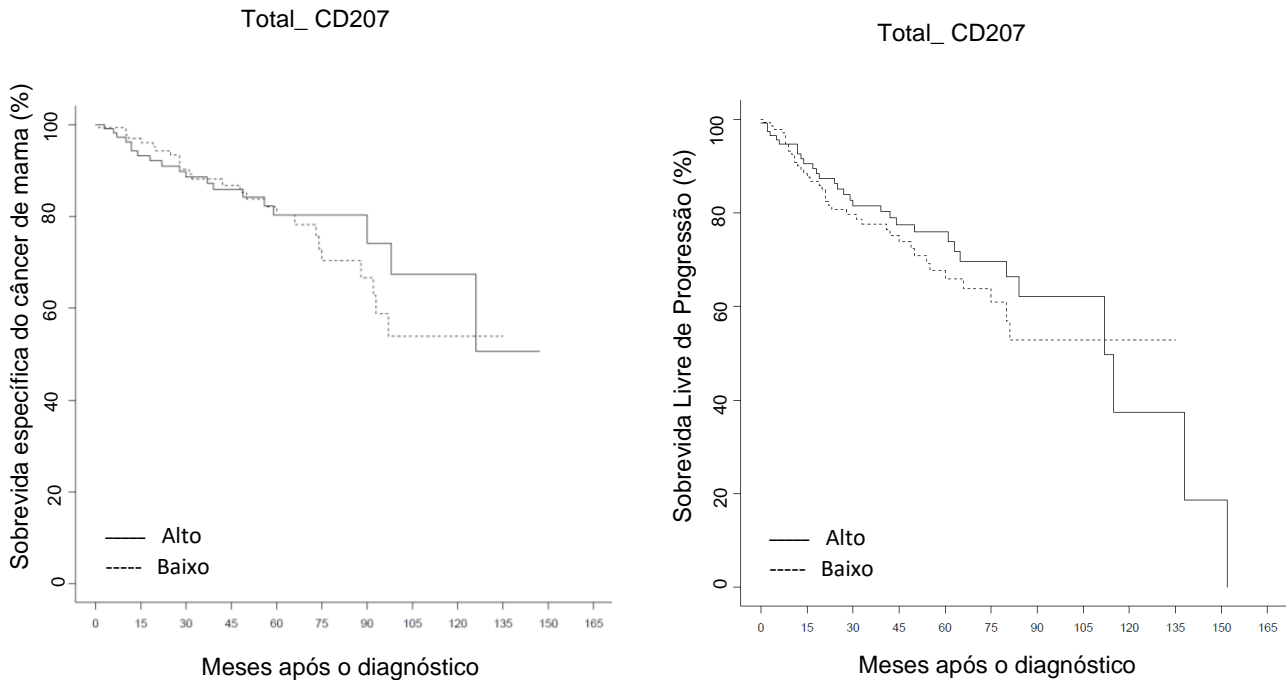 Total_ CD207
Sobrevida específica do câncer de mama (%)
100
80
60
40
20
0
Alto
Baixo
0 15 30 45 60 75 90 105 120 135 150 165
Meses após o diagnóstico
Total_ CD207
Sobrevida Livre de Progressão (%)
100
80
60
40
20
0
Alto
Baixo
0 15 30 45 60 75 90 105 120 135 150 165
Meses após o diagnóstico